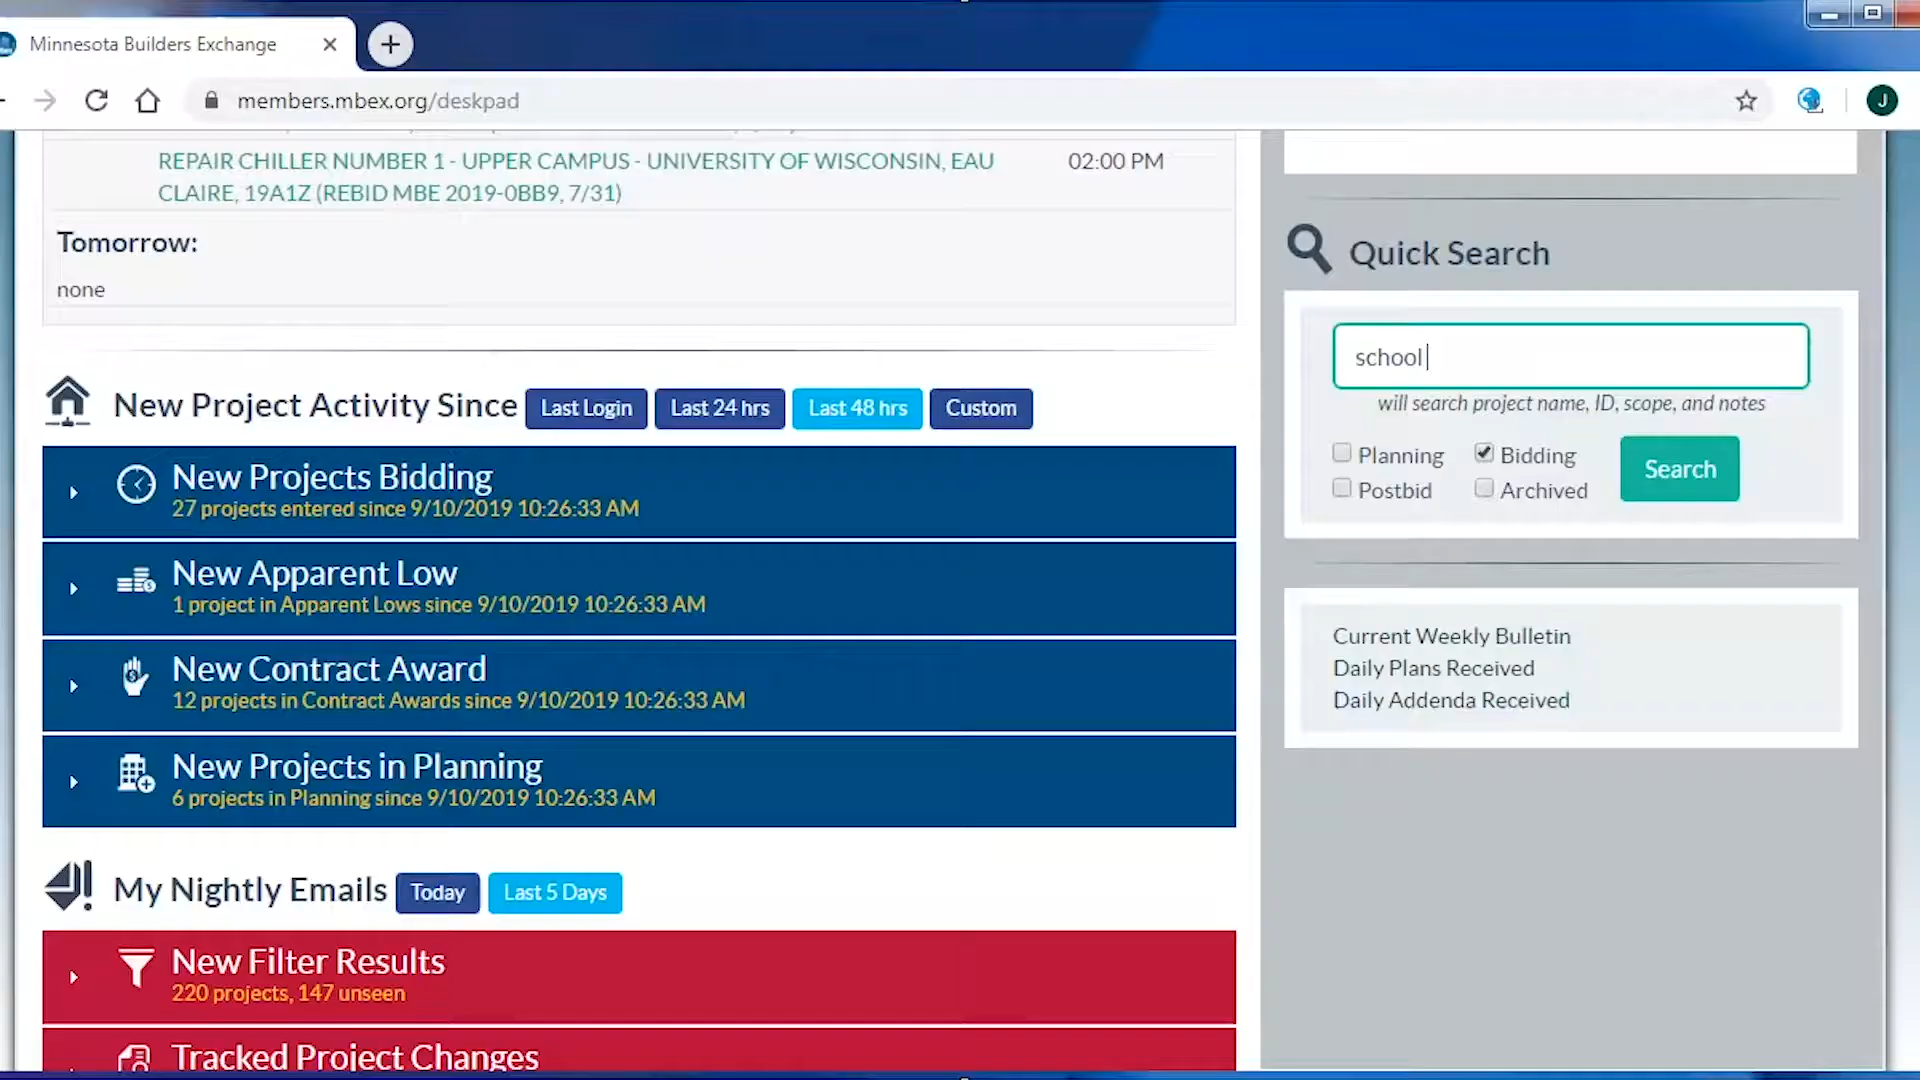 Minnesota Builders Exchange
members.mbex.org/deskpad
J
REPAIR CHILLER NUMBER 1 - UPPER CAMPUS - UNIVERSITY OF WISCONSIN, EAU
CLAIRE, 19A1Z (REBID MBE 2019-0BB9, 7/31)
02:00 PM
Tomorrow:
none
New Project Activity Since
Last Login
Last 24 hrs
Last 48 hrs
Custom
New Projects Bidding
27 projects entered since 9/10/2019 10:26:33 AM
New Apparent Low
1 project in Apparent Lows since 9/10/2019 10:26:33 AM
New Contract Award
12 projects in Contract Awards since 9/10/2019 10:26:33 AM
New Projects in Planning
6 projects in Planning since 9/10/2019 10:26:33 AM
My Nightly Emails
Today
Last 5 Days
New Filter Results
220 projects, 147 unseen
Tracked Project Changes
Quick Search
school
will search project name, ID, scope, and notes
Planning
Bidding
Postbid
Archived
Search
Current Weekly Bulletin
Daily Plans Received
Daily Addenda Received